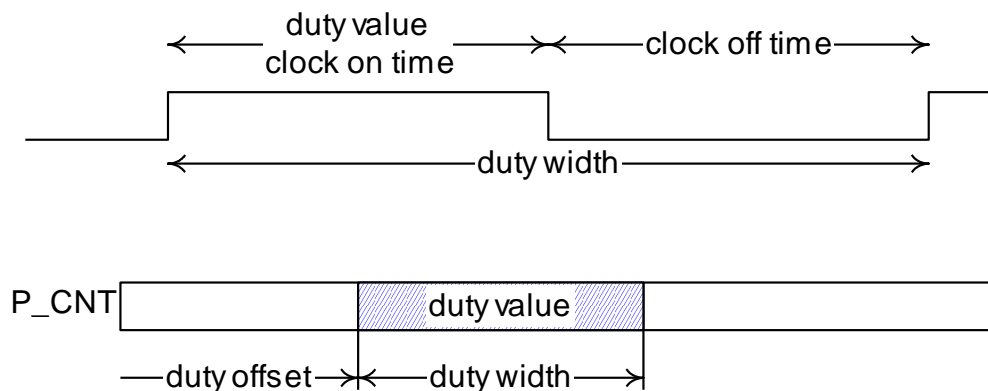 duty value
clock on time
clock off time
duty width
P_CNT
duty value
duty offset
duty width